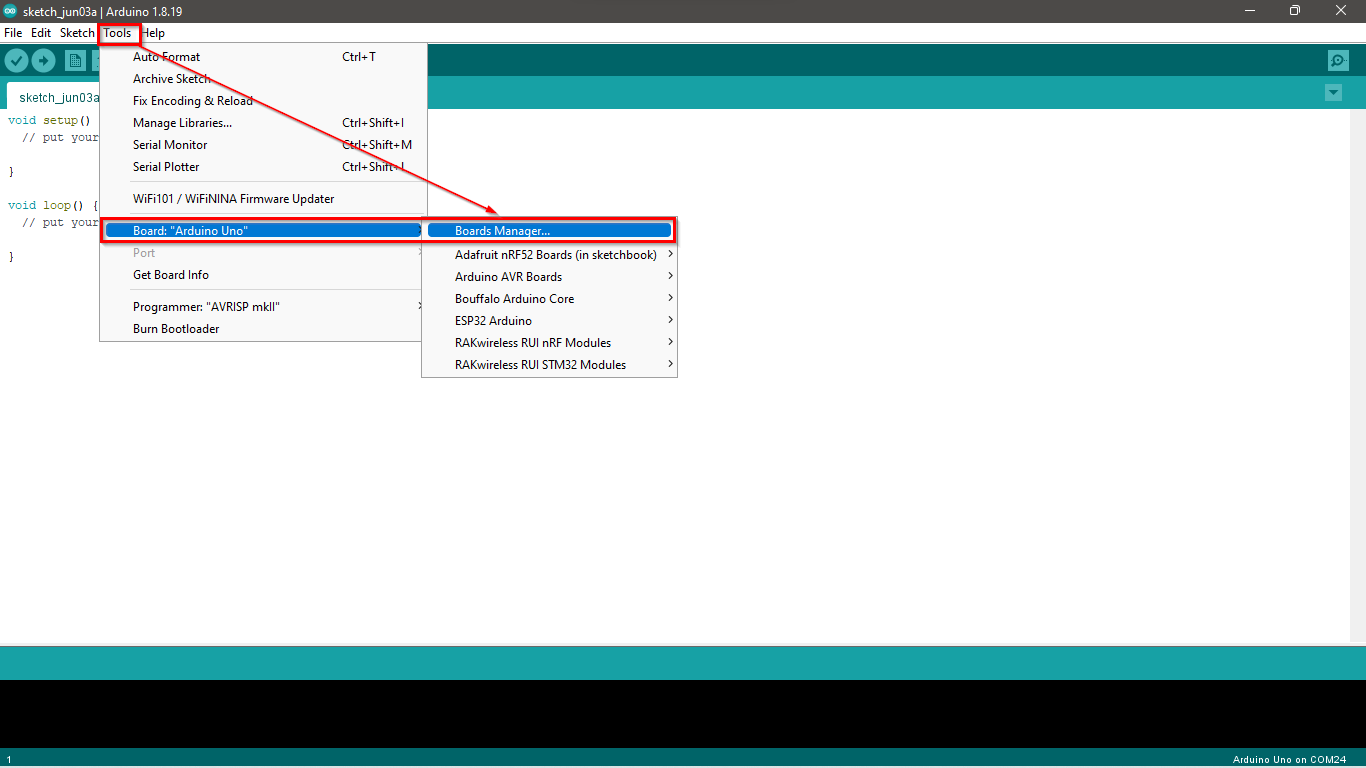 sketch_jun03a | Arduino 1.8.19
File Edit Sketch Tools Help
Auto Format Ctrl+T
Archive Sketch
Fix Encoding & Reload
Manage Libraries... Ctrl+Shift+I
Serial Monitor Ctrl+Shift+M
Serial Plotter Ctrl+Shift+L
WiFi101 / WiFiNINA Firmware Updater
Board: "Arduino Uno"
Port
Get Board Info
Programmer: "AVRISP mkII"
Burn Bootloader
Boards Manager...
Adafruit nRF52 Boards (in sketchbook)
Arduino AVR Boards
Bouffalo Arduino Core
ESP32 Arduino
RAKwireless RUI nRF Modules
RAKwireless RUI STM32 Modules
sketch_jun03a
void setup()
// put your
}
void loop() {
// put your
}
1
Arduino Uno on COM24